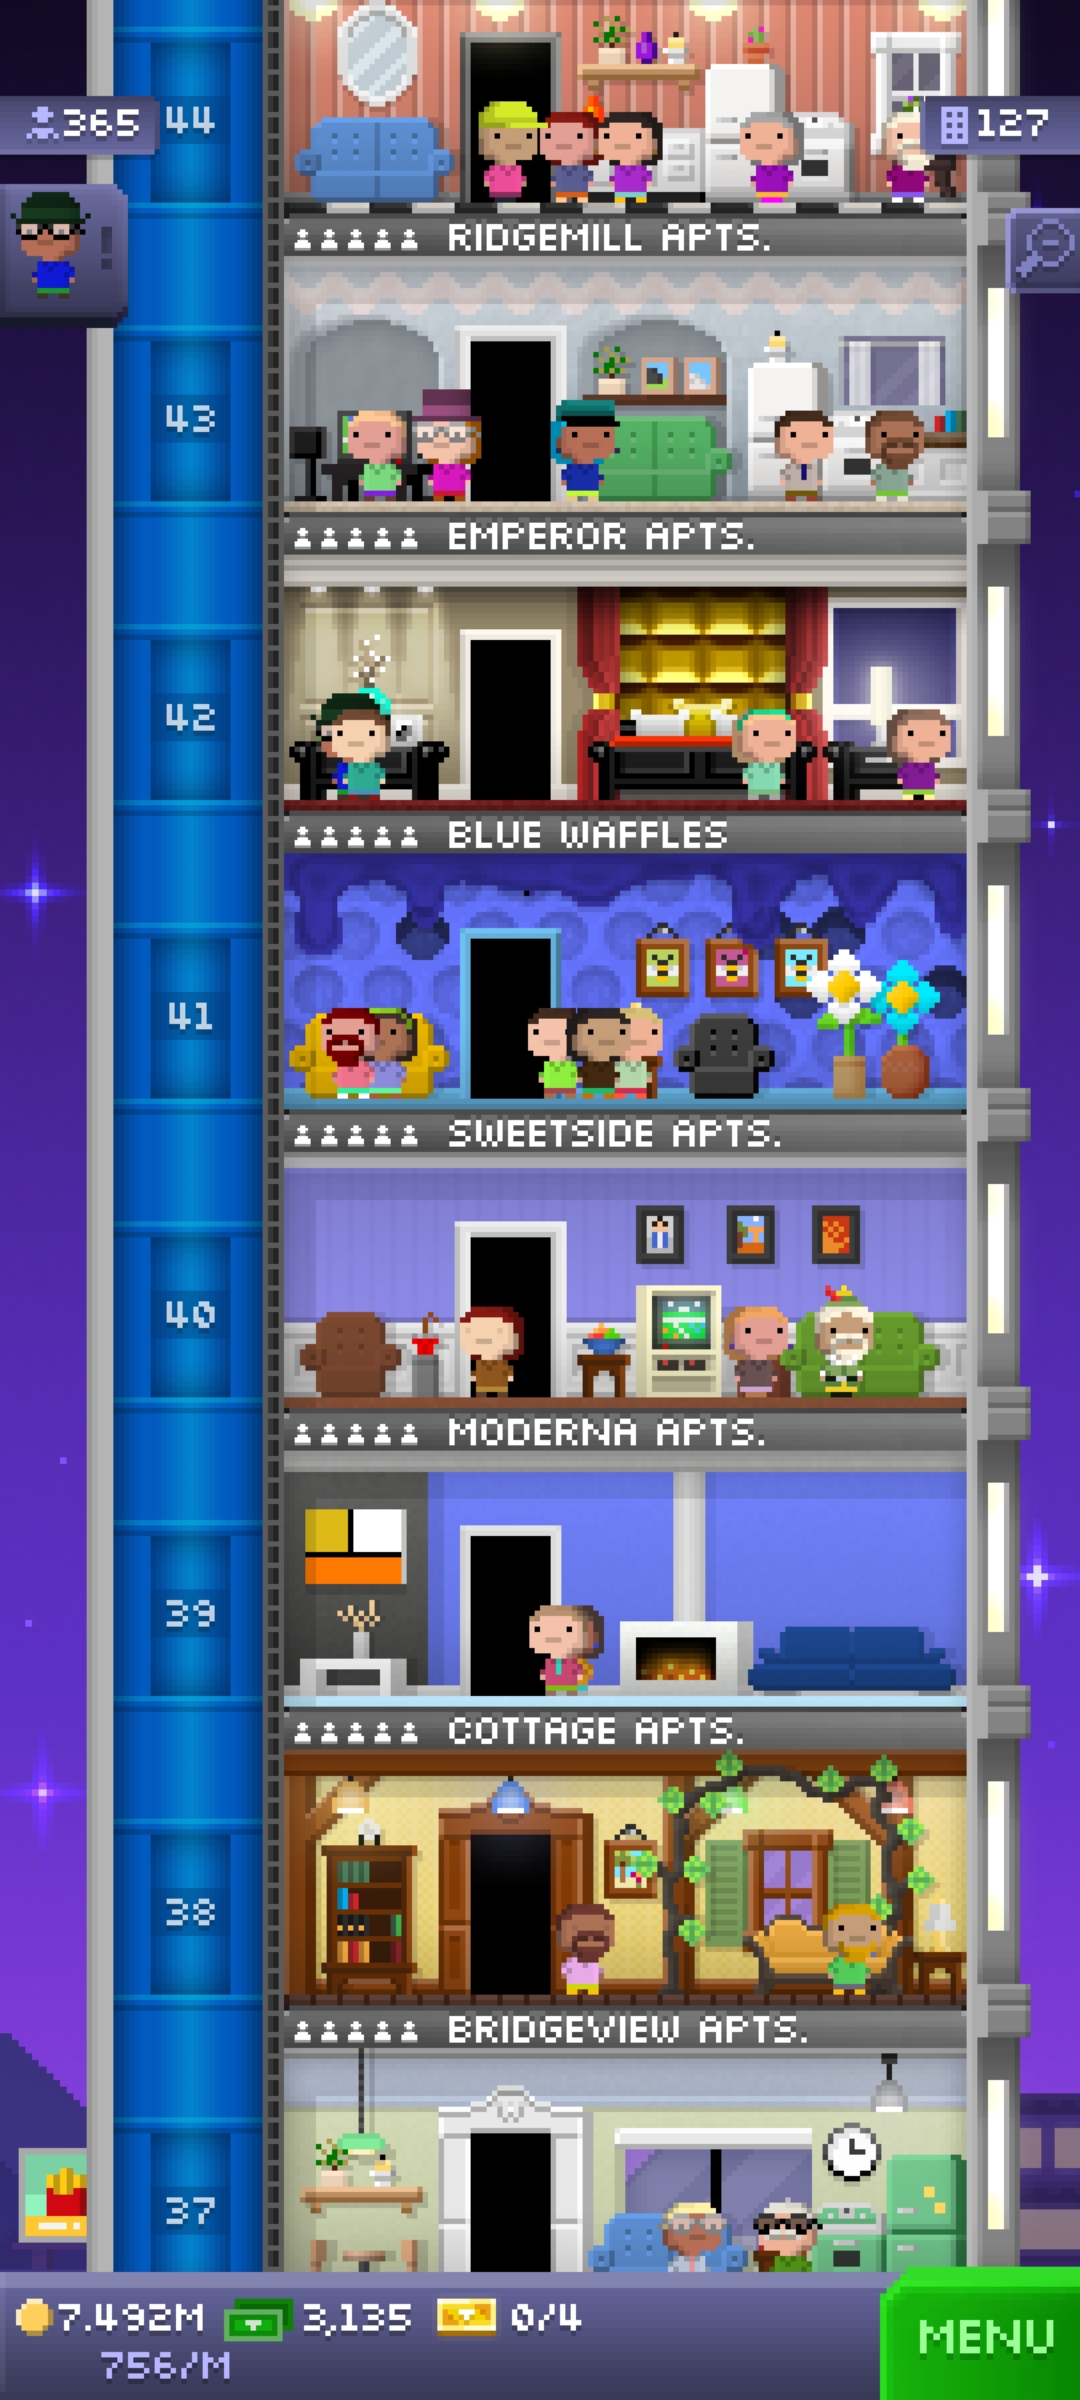 44
365
127
RIDGEMILL APTS.
43
EMPEROR APTS.
42
BLUE WAFFLES
41
SWEETSIDE APTS.
40
MODERNA APTS.
39
COTTAGE APTS.
38
BRIDGEVIEW APTS.
37
7.492M 3,135 0/4
756/M
MENU